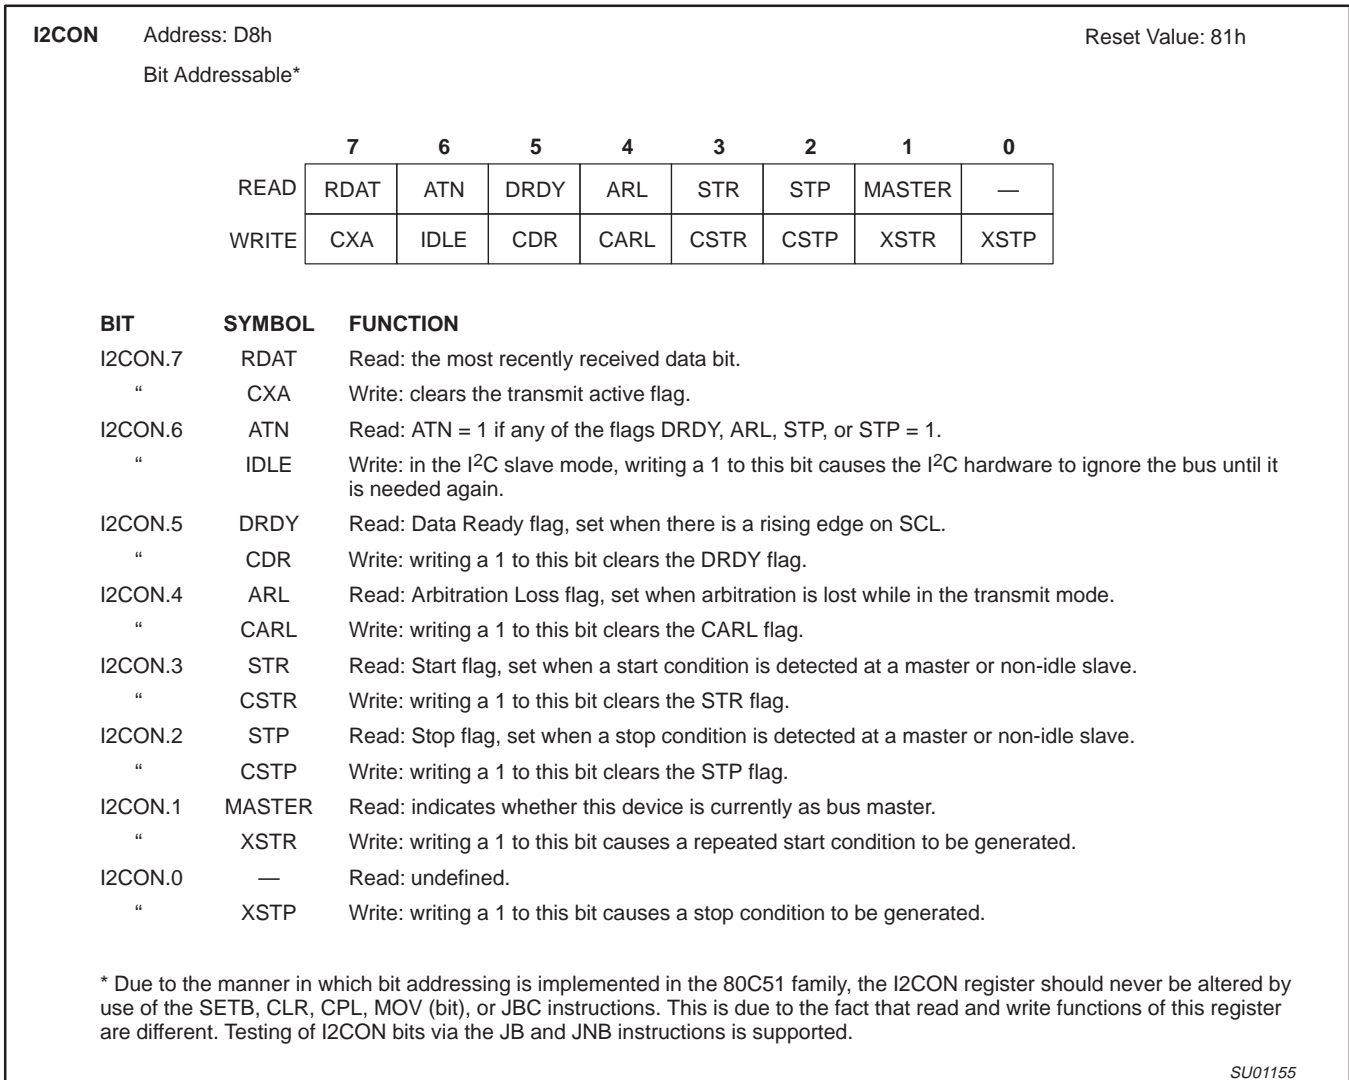 I2CON Address: D8h Reset Value: 81h
Bit Addressable*
7 6 5 4 3 2 1 0
READ RDAT ATN DRDY ARL STR STP MASTER —
WRITE CXA IDLE CDR CARL CSTR CSTP XSTR XSTP
BIT SYMBOL FUNCTION
I2CON.7 RDAT Read: the most recently received data bit.
“ CXA Write: clears the transmit active flag.
I2CON.6 ATN Read: ATN = 1 if any of the flags DRDY, ARL, STP, or STP = 1.
“ IDLE Write: in the I2C slave mode, writing a 1 to this bit causes the I2C hardware to ignore the bus until it
is needed again.
I2CON.5 DRDY Read: Data Ready flag, set when there is a rising edge on SCL.
“ CDR Write: writing a 1 to this bit clears the DRDY flag.
I2CON.4 ARL Read: Arbitration Loss flag, set when arbitration is lost while in the transmit mode.
“ CARL Write: writing a 1 to this bit clears the CARL flag.
I2CON.3 STR Read: Start flag, set when a start condition is detected at a master or non-idle slave.
“ CSTR Write: writing a 1 to this bit clears the STR flag.
I2CON.2 STP Read: Stop flag, set when a stop condition is detected at a master or non-idle slave.
“ CSTP Write: writing a 1 to this bit clears the STP flag.
I2CON.1 MASTER Read: indicates whether this device is currently as bus master.
“ XSTR Write: writing a 1 to this bit causes a repeated start condition to be generated.
I2CON.0 — Read: undefined.
“ XSTP Write: writing a 1 to this bit causes a stop condition to be generated.
* Due to the manner in which bit addressing is implemented in the 80C51 family, the I2CON register should never be altered by
use of the SETB, CLR, CPL, MOV (bit), or JBC instructions. This is due to the fact that read and write functions of this register
are different. Testing of I2CON bits via the JB and JNB instructions is supported.
SU01155